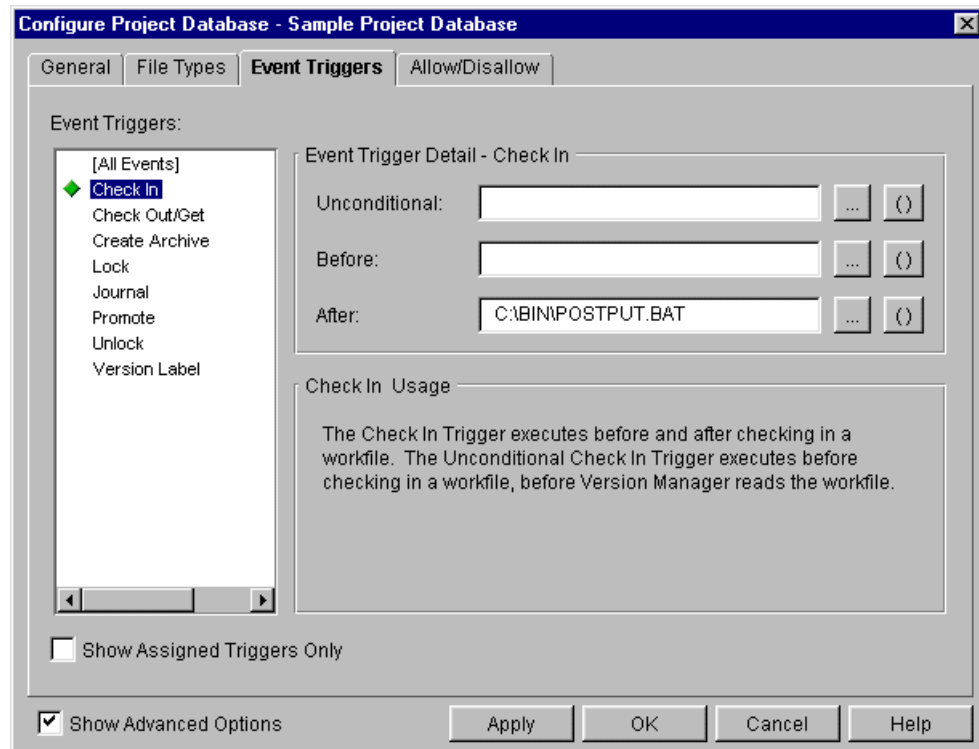 Configure Project Database - Sample Project Database
General File Types Event Triggers Allow/Disallow
Event Triggers:
[All Events]
Check In
Check Out/Get
Create Archive
Lock
Journal
Promote
Unlock
Version Label
Event Trigger Detail - Check In
Unconditional: ... ()
Before: ... ()
After: C:\BIN\POSTPUT.BAT ... ()
Check In Usage
The Check In Trigger executes before and after checking in a
workfile. The Unconditional Check In Trigger executes before
checking in a workfile, before Version Manager reads the workfile.
Show Assigned Triggers Only
Show Advanced Options Apply OK Cancel Help